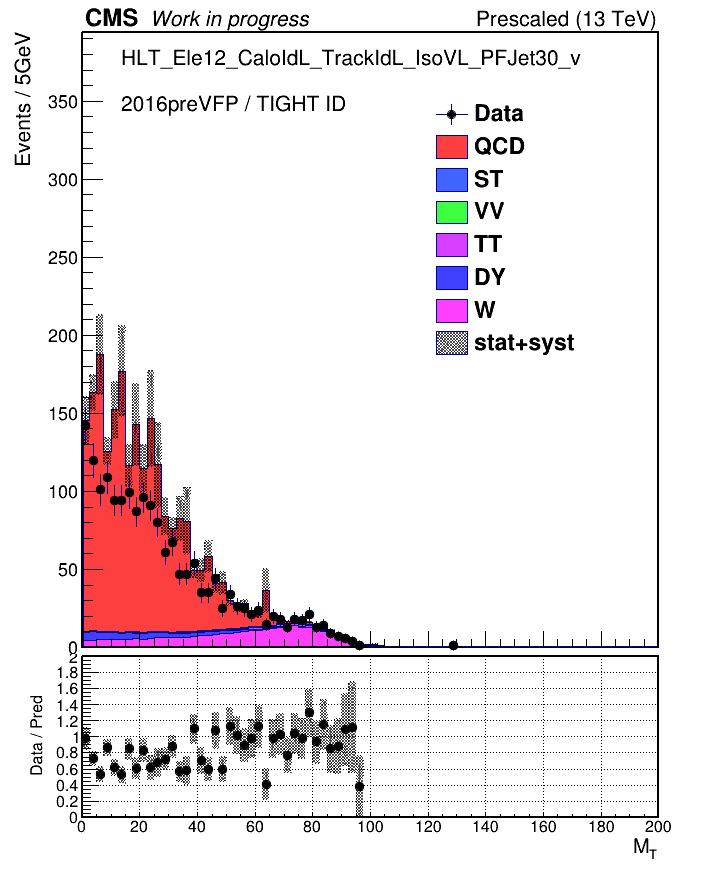 CMS Work in progress Prescaled (13 TeV)
Events / 5GeV
HLT_Ele12_CaloIdL_TrackIdL_IsoVL_PFJet30_v
2016preVFP / TIGHT ID
Data
QCD
ST
VV
TT
DY
W
stat+syst
350
300
250
200
150
100
50
0
Data / Pred
2
1.8
1.6
1.4
1.2
1
0.8
0.6
0.4
0.2
0
0 20 40 60 80 100 120 140 160 180 200
M_T